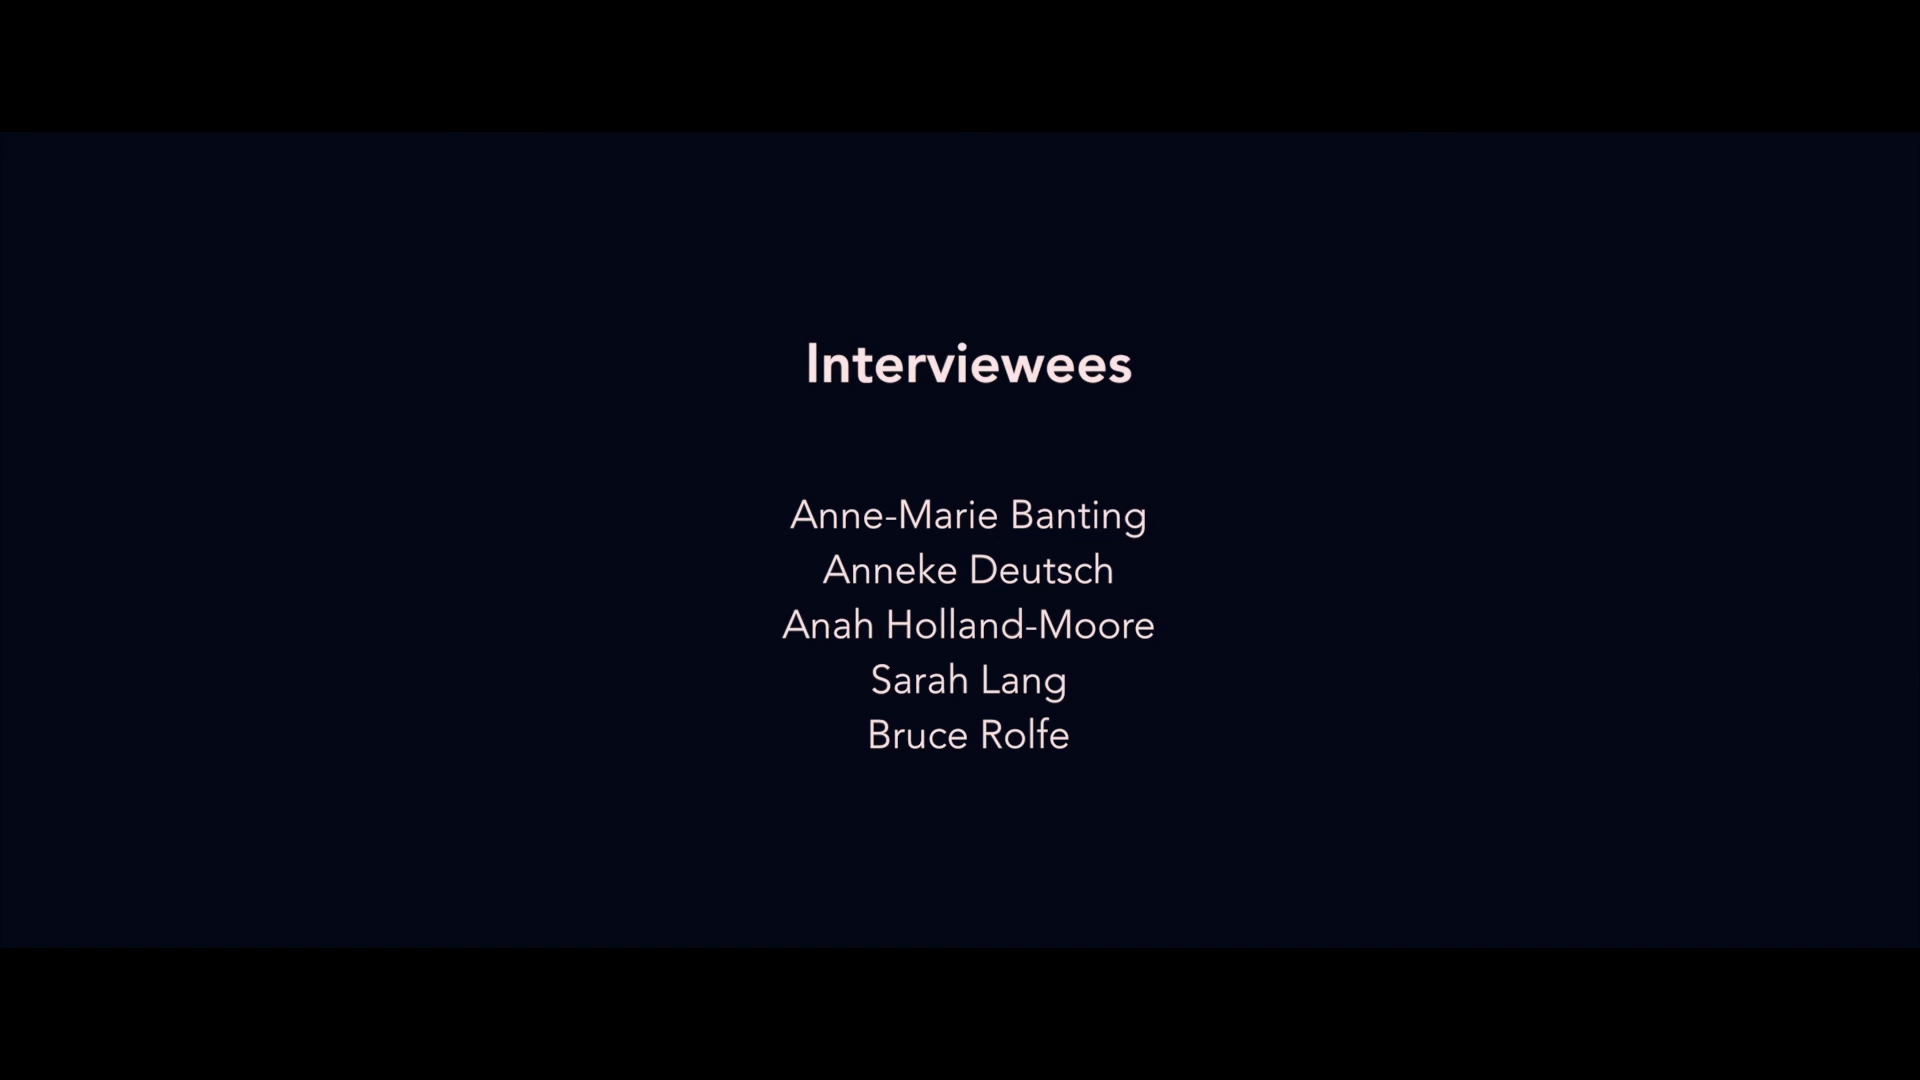 Interviewees
Anne-Marie Banting
Anneke Deutsch
Anah Holland-Moore
Sarah Lang
Bruce Rolfe